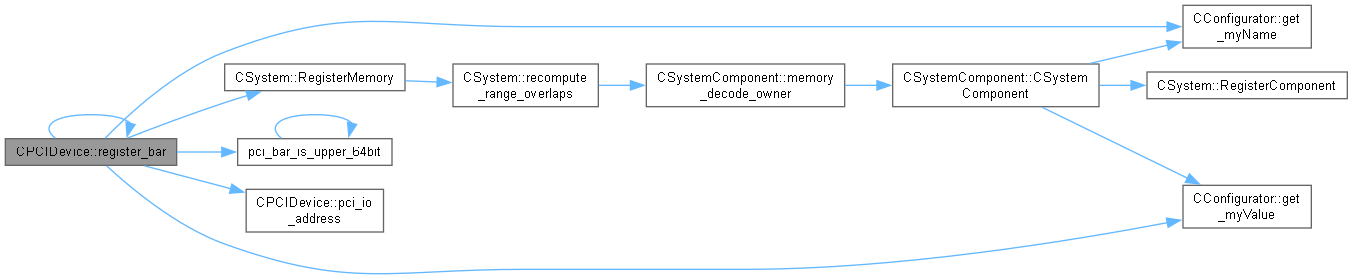 CConfigurator::get
_myName
CSystem::RegisterMemory
CSystem::recompute
_range_overlaps
CSystemComponent::memory
_decode_owner
CSystemComponent::CSystem
Component
CSystem::RegisterComponent
CPCIDevice::register_bar
pci_bar_is_upper_64bit
CPCIDevice::pci_io
_address
CConfigurator::get
_myValue